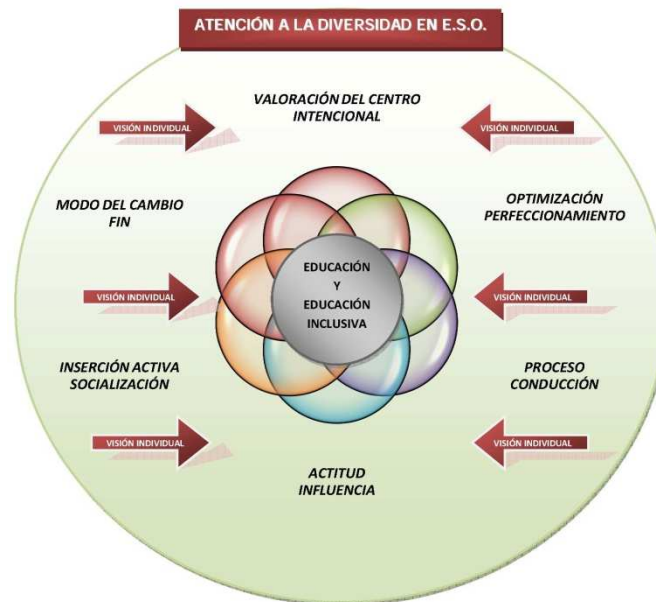 ATENCIÓN A LA DIVERSIDAD EN E.S.O.
VALORACIÓN DEL CENTRO
INTENCIONAL
VISIÓN INDIVIDUAL
VISIÓN INDIVIDUAL
MODO DEL CAMBIO
FIN
OPTIMIZACIÓN
PERFECCIONAMIENTO
EDUCACIÓN
Y
EDUCACIÓN
INCLUSIVA
VISIÓN INDIVIDUAL
VISIÓN INDIVIDUAL
INSERCIÓN ACTIVA
SOCIALIZACIÓN
PROCESO
CONDUCCIÓN
VISIÓN INDIVIDUAL
VISIÓN INDIVIDUAL
ACTITUD
INFLUENCIA